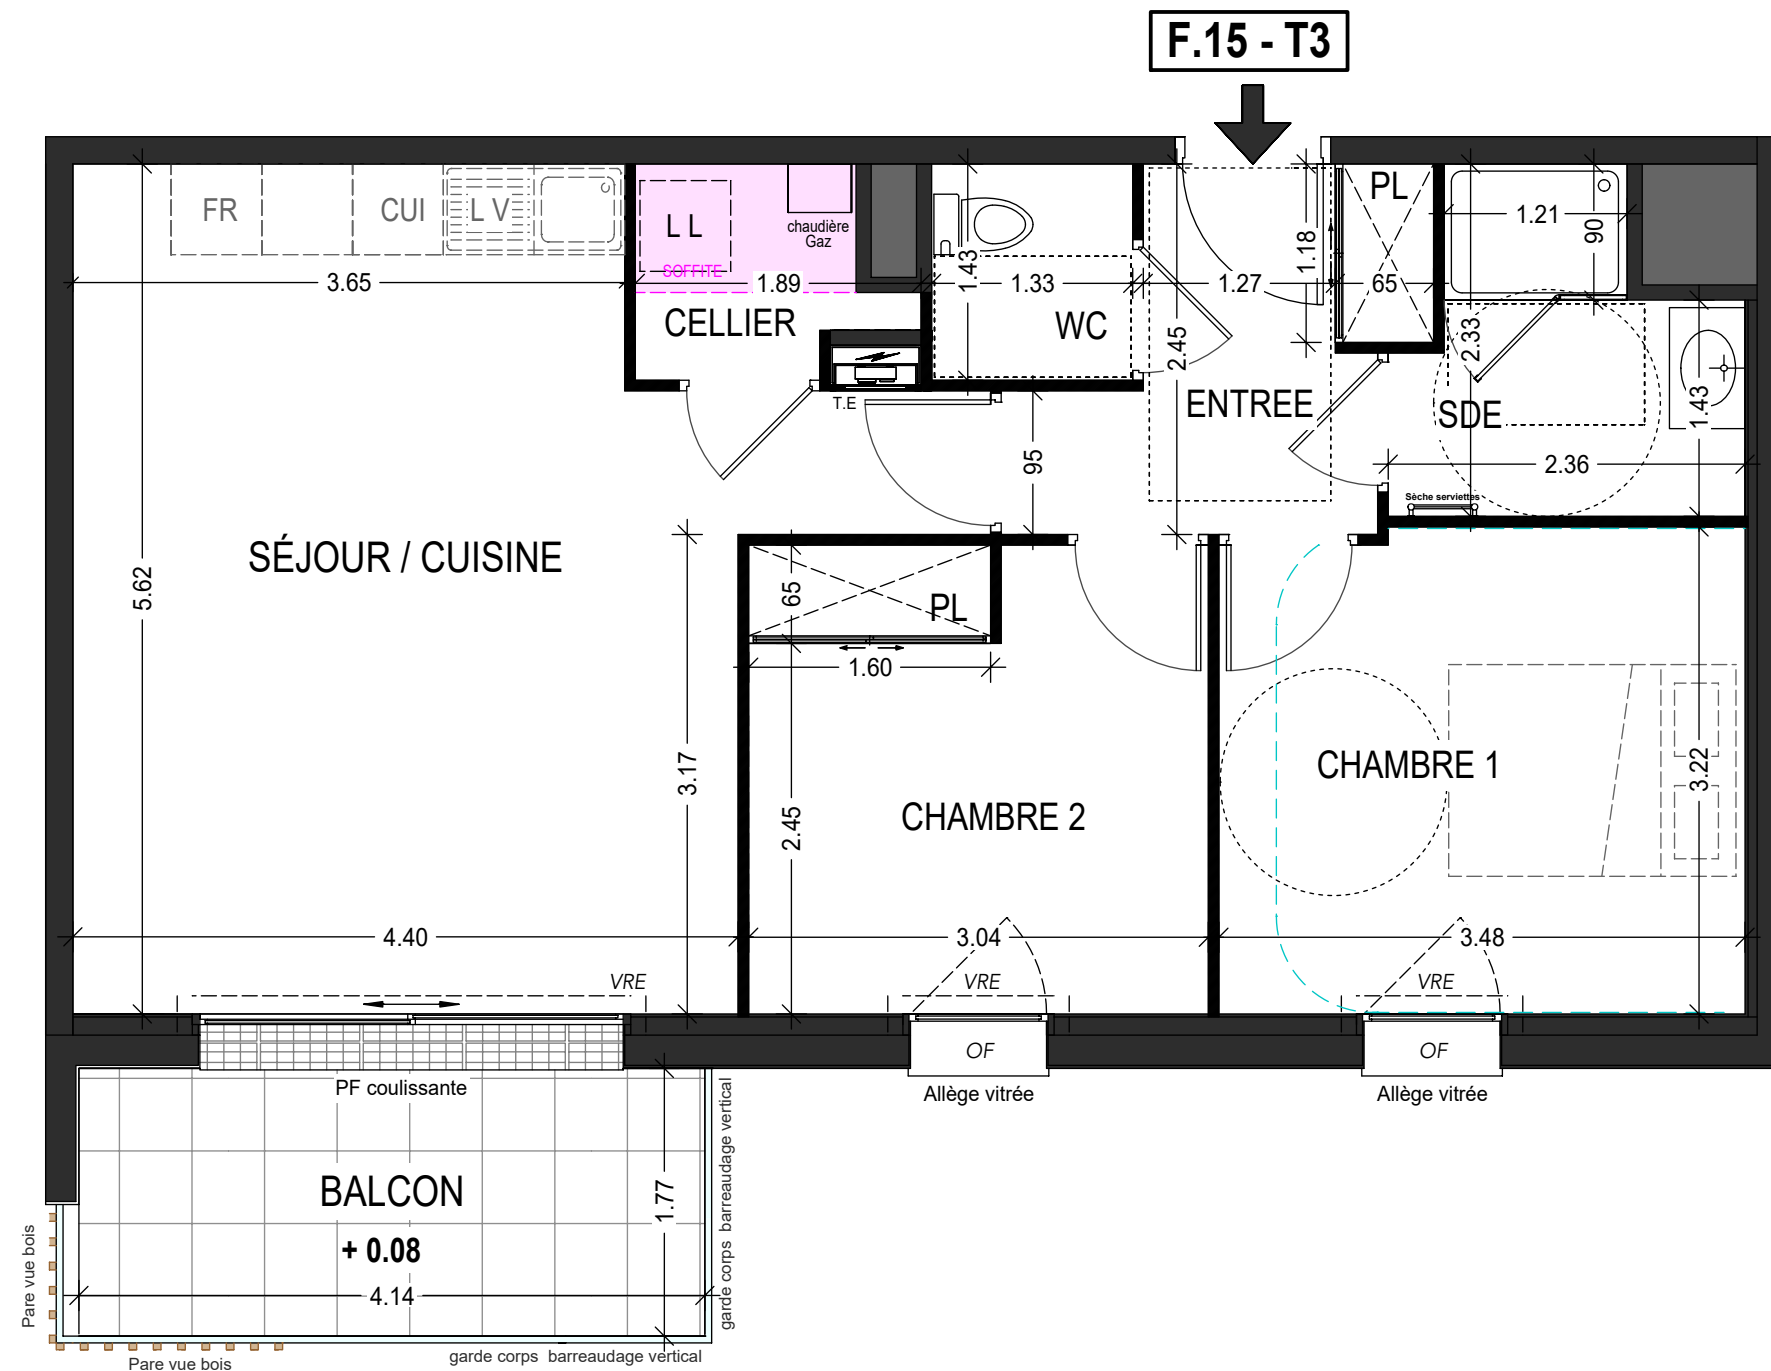 F.15 - T3
FR
CUI
L V
L L
chaudière
Gaz
SOFFITE
PL
1.21
90
3.65
1.89
1.43
1.33
1.27
1.18
65
CELLIER
WC
2.45
2.33
T.E
ENTREE
SDE
1.43
95
2.36
Sèche serviettes
SÉJOUR / CUISINE
5.62
65
PL
1.60
3.17
2.45
CHAMBRE 2
CHAMBRE 1
3.22
4.40
3.04
3.48
VRE
VRE
VRE
OF
OF
PF coulissante
Allège vitrée
Allège vitrée
BALCON
+ 0.08
1.77
4.14
garde corps barreaudage vertical
Pare vue bois
Pare vue bois
garde corps barreaudage vertical